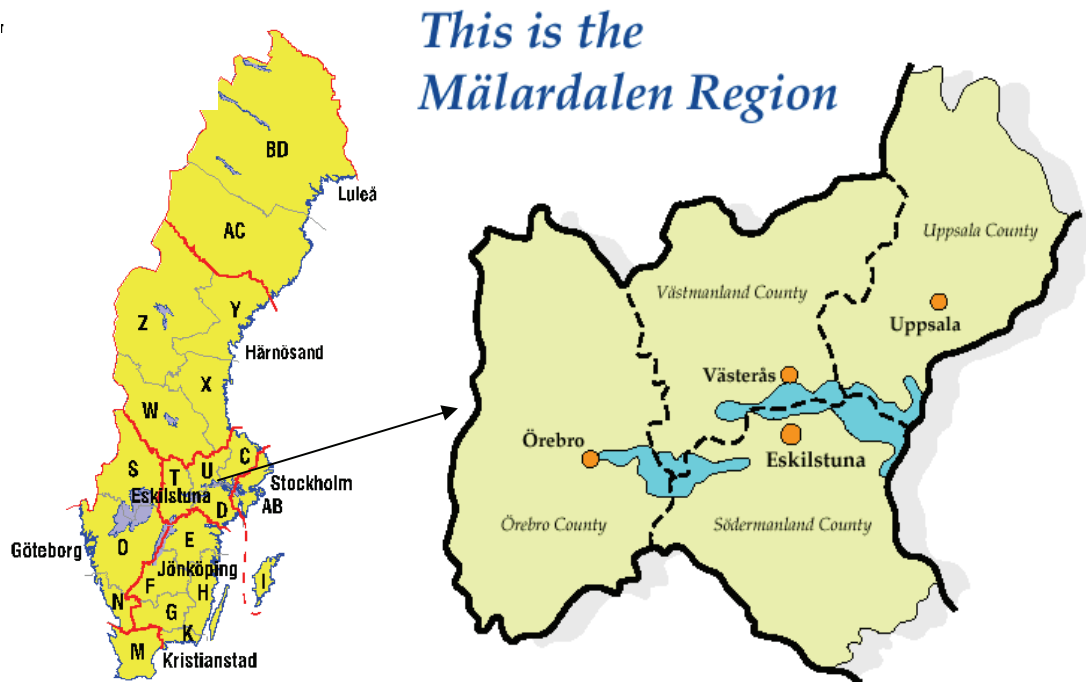 This is the
Mälardalen Region
r
BD
Luleå
AC
Y
Z
Härnösand
X
W
S
T
U
C
Stockholm
Eskilstuna
AB
D
Göteborg
O
E
Jönköping
F
I
H
N
G
K
M
Kristianstad
Uppsala County
Västmanland County
Uppsala
Västerås
Örebro
Eskilstuna
Örebro County
Södermanland County